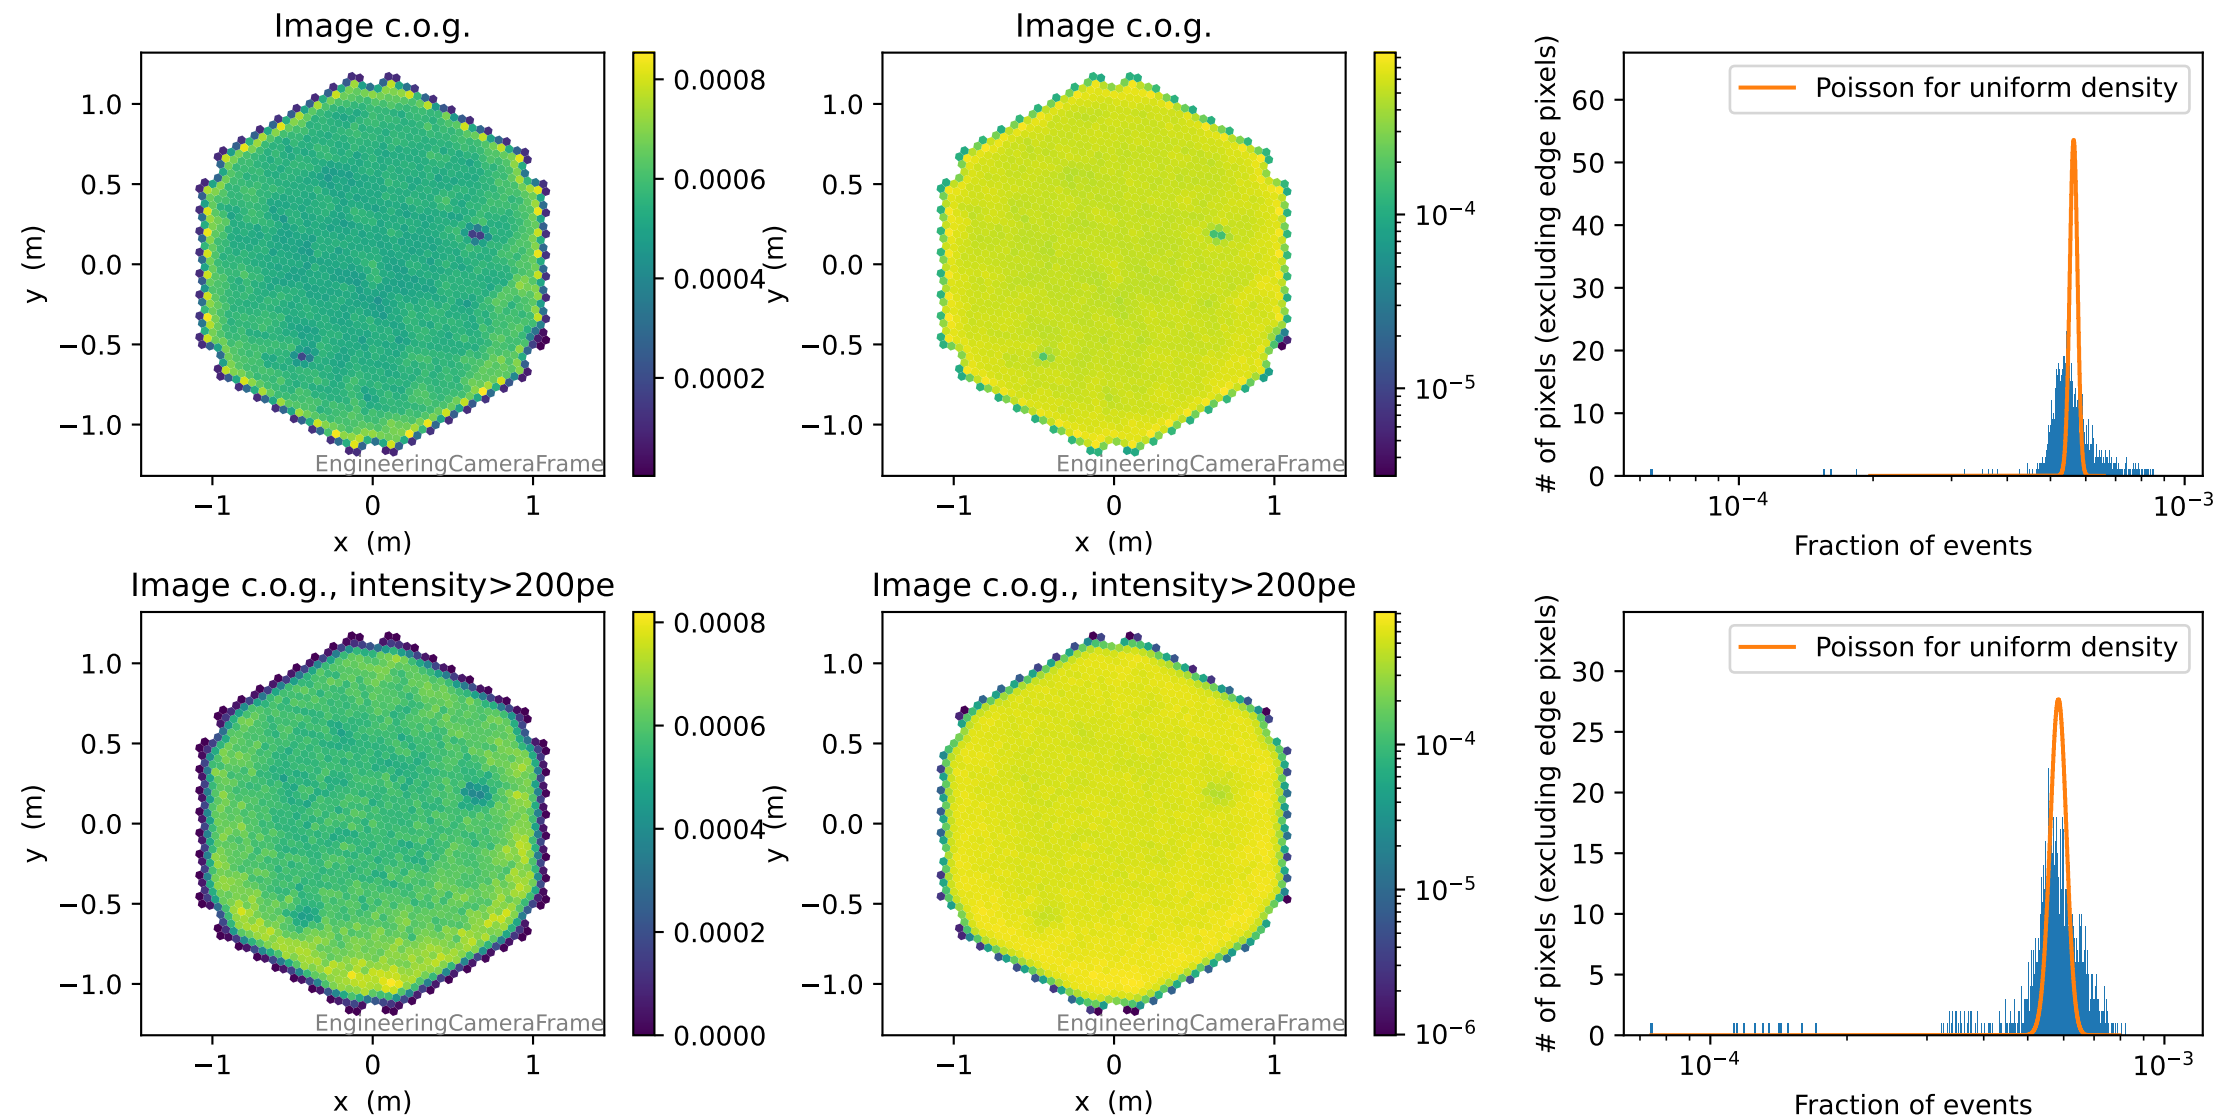 Image c.o.g.
1.0
0.5
0.0
−0.5
−1.0
y (m)
−1 0 1
x (m)
EngineeringCameraFrame
0.0008
0.0006
0.0004
0.0002
Image c.o.g.
1.0
0.5
0.0
−0.5
−1.0
y (m)
−1 0 1
x (m)
EngineeringCameraFrame
10⁻⁴
10⁻⁵
Poisson for uniform density
60
50
40
30
20
10
0
# of pixels (excluding edge pixels)
10⁻⁴ 10⁻³
Fraction of events
Image c.o.g., intensity>200pe
1.0
0.5
0.0
−0.5
−1.0
y (m)
−1 0 1
x (m)
EngineeringCameraFrame
0.0008
0.0006
0.0004
0.0002
0.0000
Image c.o.g., intensity>200pe
1.0
0.5
0.0
−0.5
−1.0
y (m)
−1 0 1
x (m)
EngineeringCameraFrame
10⁻⁴
10⁻⁵
10⁻⁶
Poisson for uniform density
30
25
20
15
10
5
0
# of pixels (excluding edge pixels)
10⁻⁴ 10⁻³
Fraction of events